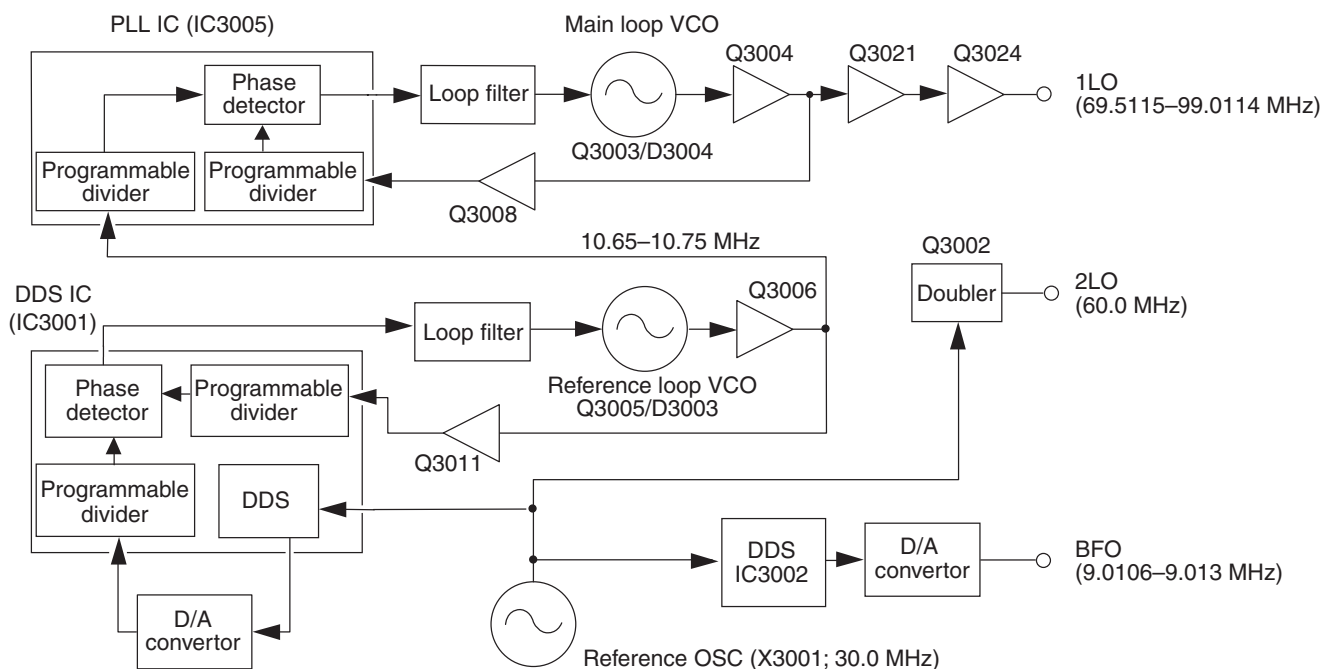 PLL IC (IC3005)
Main loop VCO
Q3004
Q3021
Q3024
Phase
detector
Loop filter
1LO
(69.5115–99.0114 MHz)
Q3003/D3004
Programmable
divider
Programmable
divider
Q3008
10.65–10.75 MHz
Q3002
DDS IC
(IC3001)
Q3006
Doubler
2LO
(60.0 MHz)
Loop filter
Phase
detector
Programmable
divider
Reference loop VCO
Q3005/D3003
Q3011
Programmable
divider
DDS
DDS
IC3002
D/A
convertor
BFO
(9.0106–9.013 MHz)
D/A
convertor
Reference OSC (X3001; 30.0 MHz)